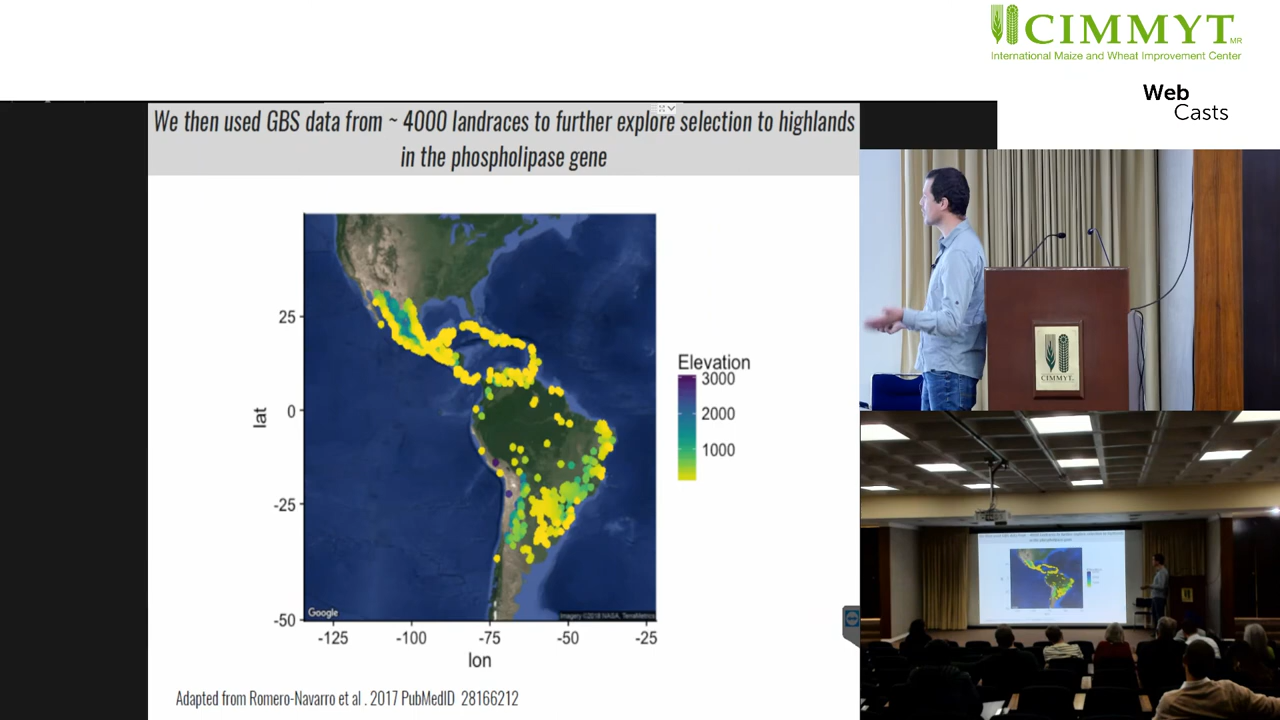 CIMMYT MR
International Maize and Wheat Improvement Center
Web
Casts
We then used GBS data from ~ 4000 landraces to further explore selection to highlands
in the phospholipase gene
lat
25
0
-25
-50
-125
-100
-75
-50
-25
lon
Elevation
3000
2000
1000
Google
Adapted from Romero-Navarro et al . 2017 PubMedID 28166212
CIMMYT